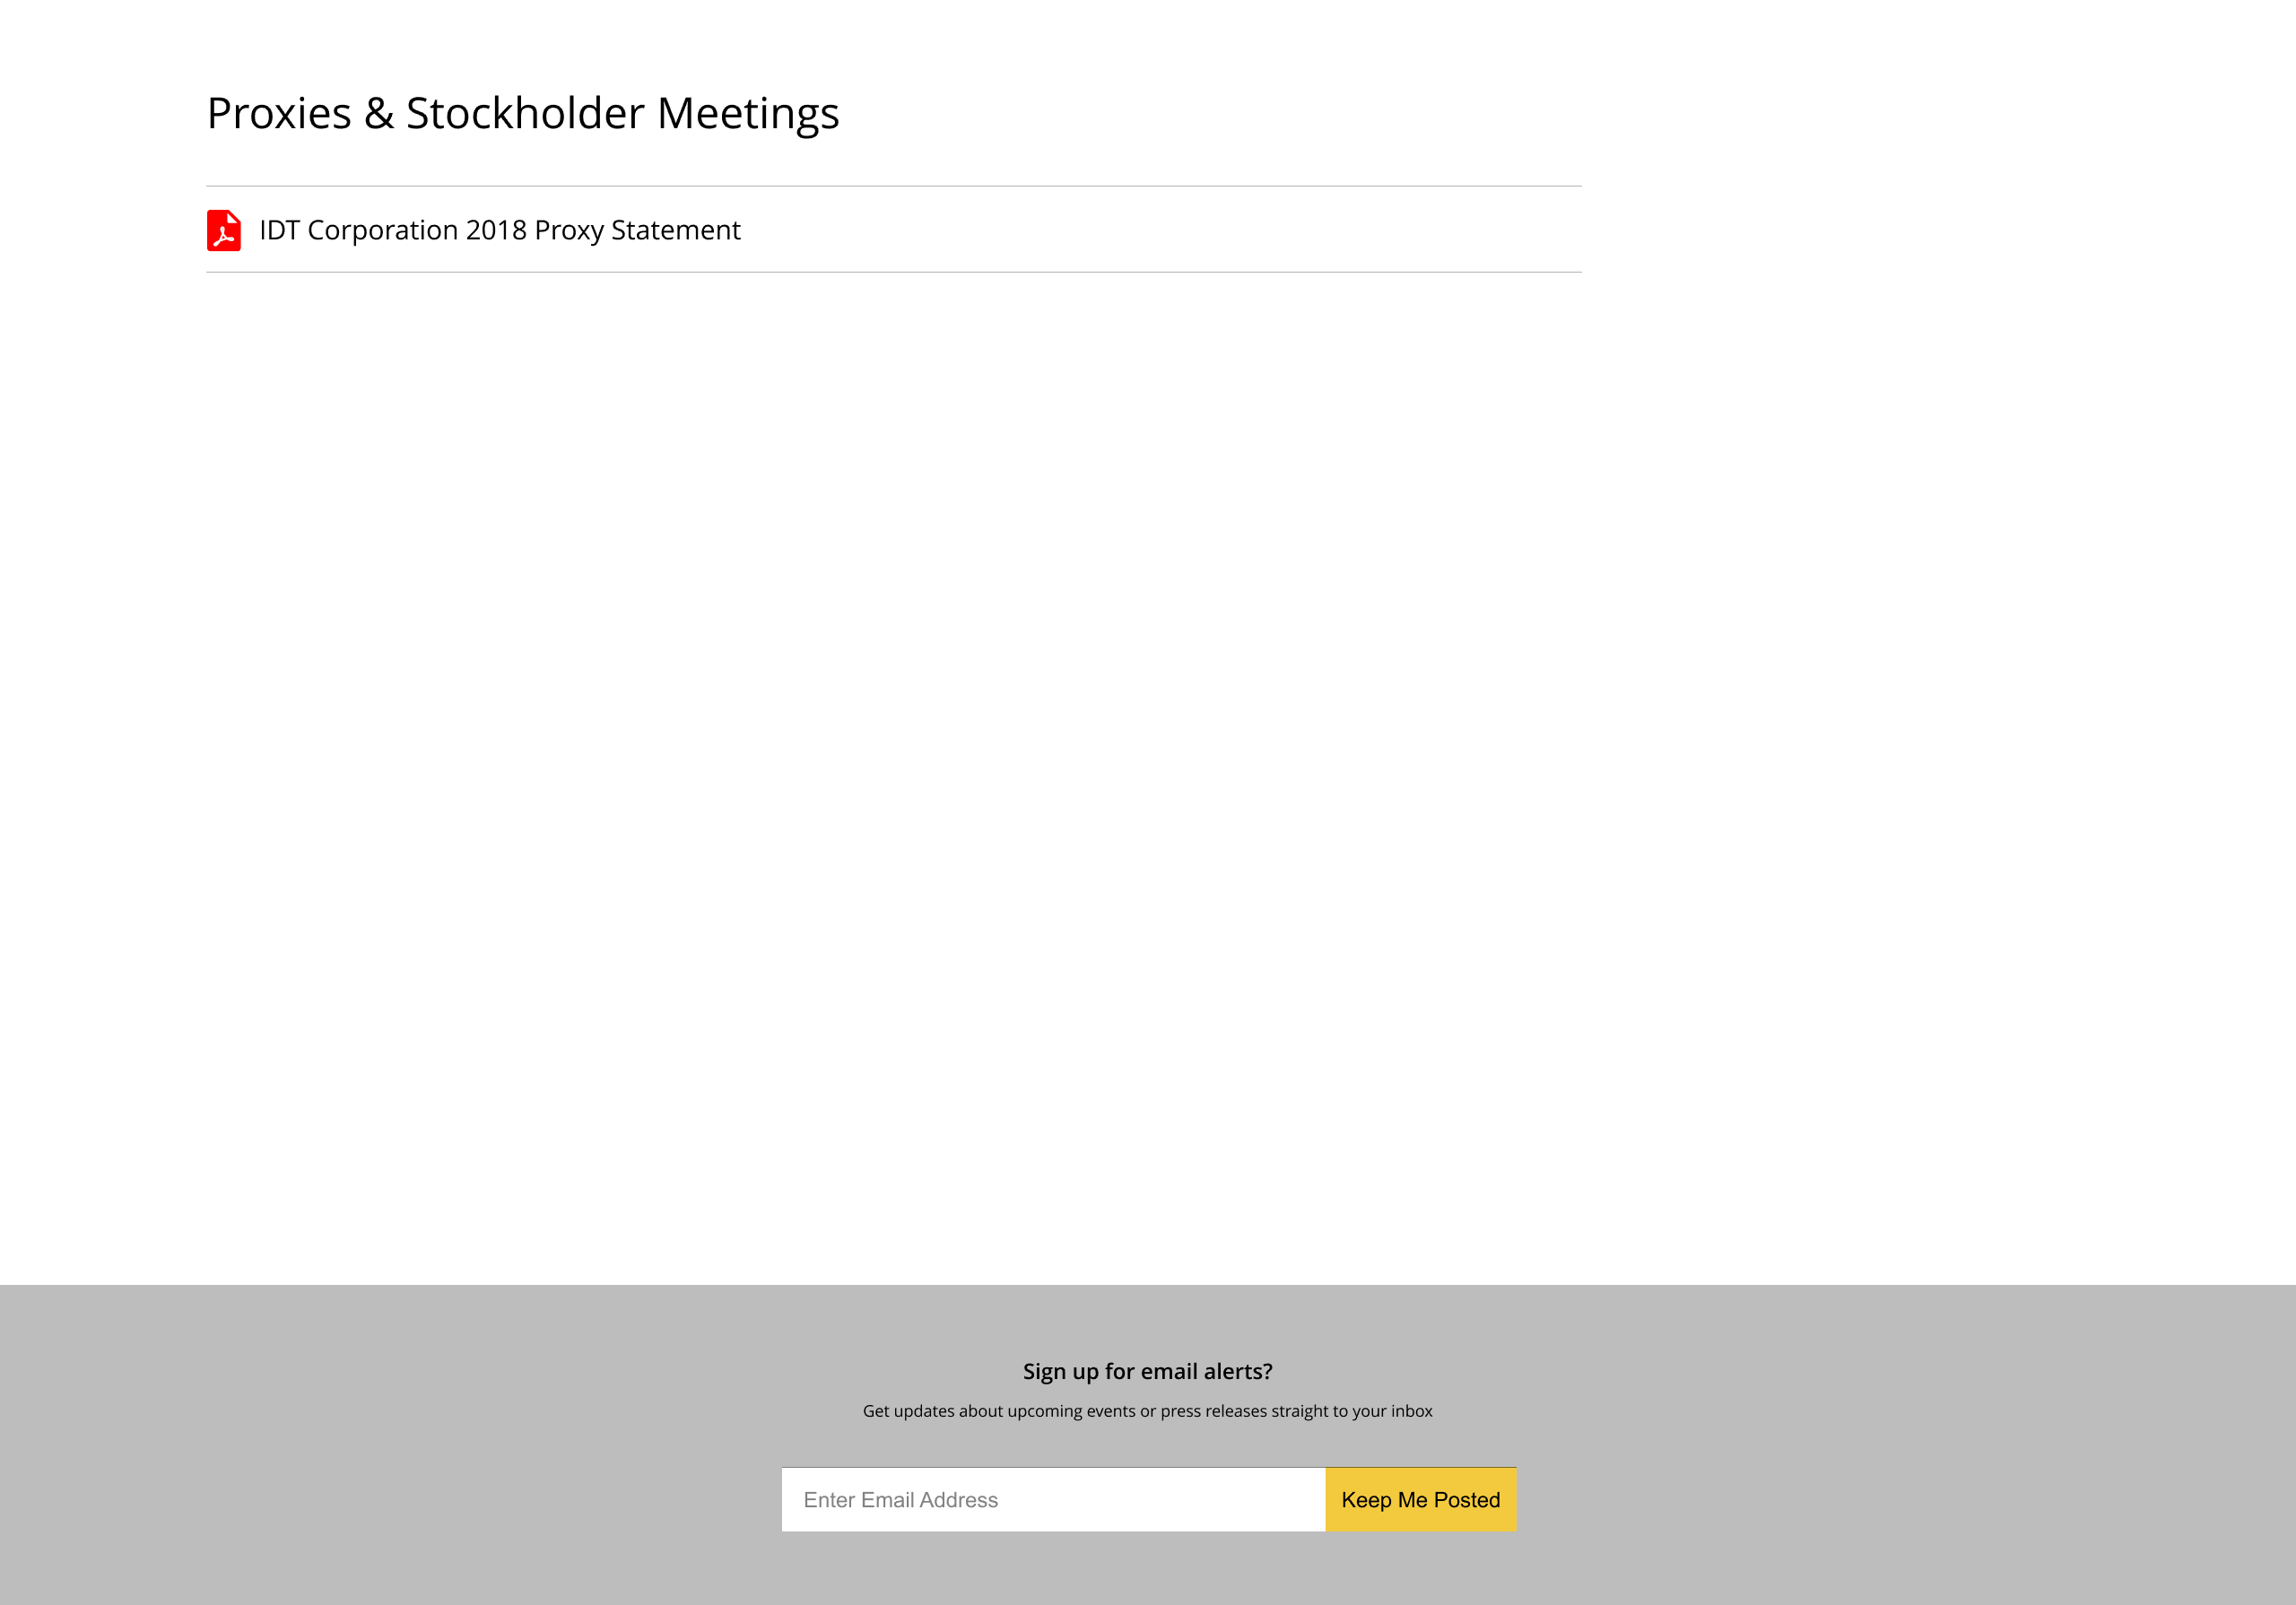 Proxies & Stockholder Meetings
IDT Corporation 2018 Proxy Statement
Sign up for email alerts?
Get updates about upcoming events or press releases straight to your inbox
Enter Email Address
Keep Me Posted